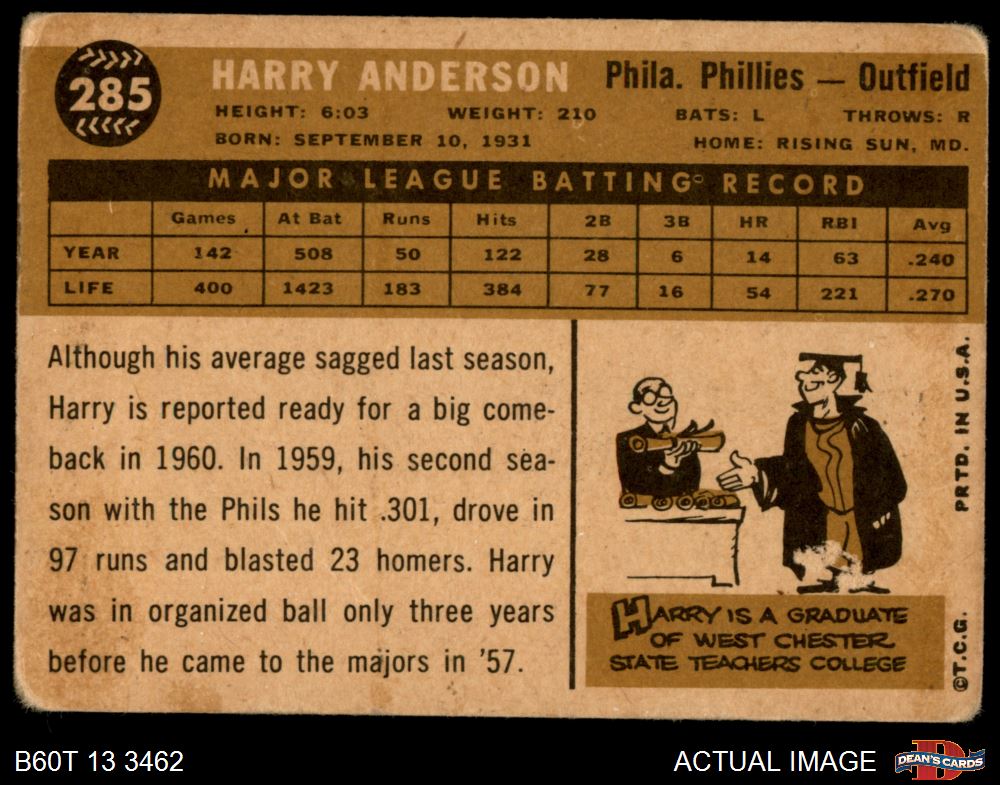 285
HARRY ANDERSON Phila. Phillies — Outfield
HEIGHT: 6:03 WEIGHT: 210 BATS: L THROWS: R
BORN: SEPTEMBER 10, 1931 HOME: RISING SUN, MD.
MAJOR LEAGUE BATTING RECORD
Games At Bat Runs Hits 2B 3B HR RBI Avg
YEAR 142 508 50 122 28 6 14 63 .240
LIFE 400 1423 183 384 77 16 54 221 .270
Although his average sagged last season,
Harry is reported ready for a big come-
back in 1960. In 1959, his second sea-
son with the Phils he hit .301, drove in
97 runs and blasted 23 homers. Harry
was in organized ball only three years
before he came to the majors in '57.
HARRY IS A GRADUATE
OF WEST CHESTER
STATE TEACHERS COLLEGE
©T.C.G. PRTD. IN U.S.A.
B60T 13 3462 ACTUAL IMAGE
D
DEAN'S CARDS